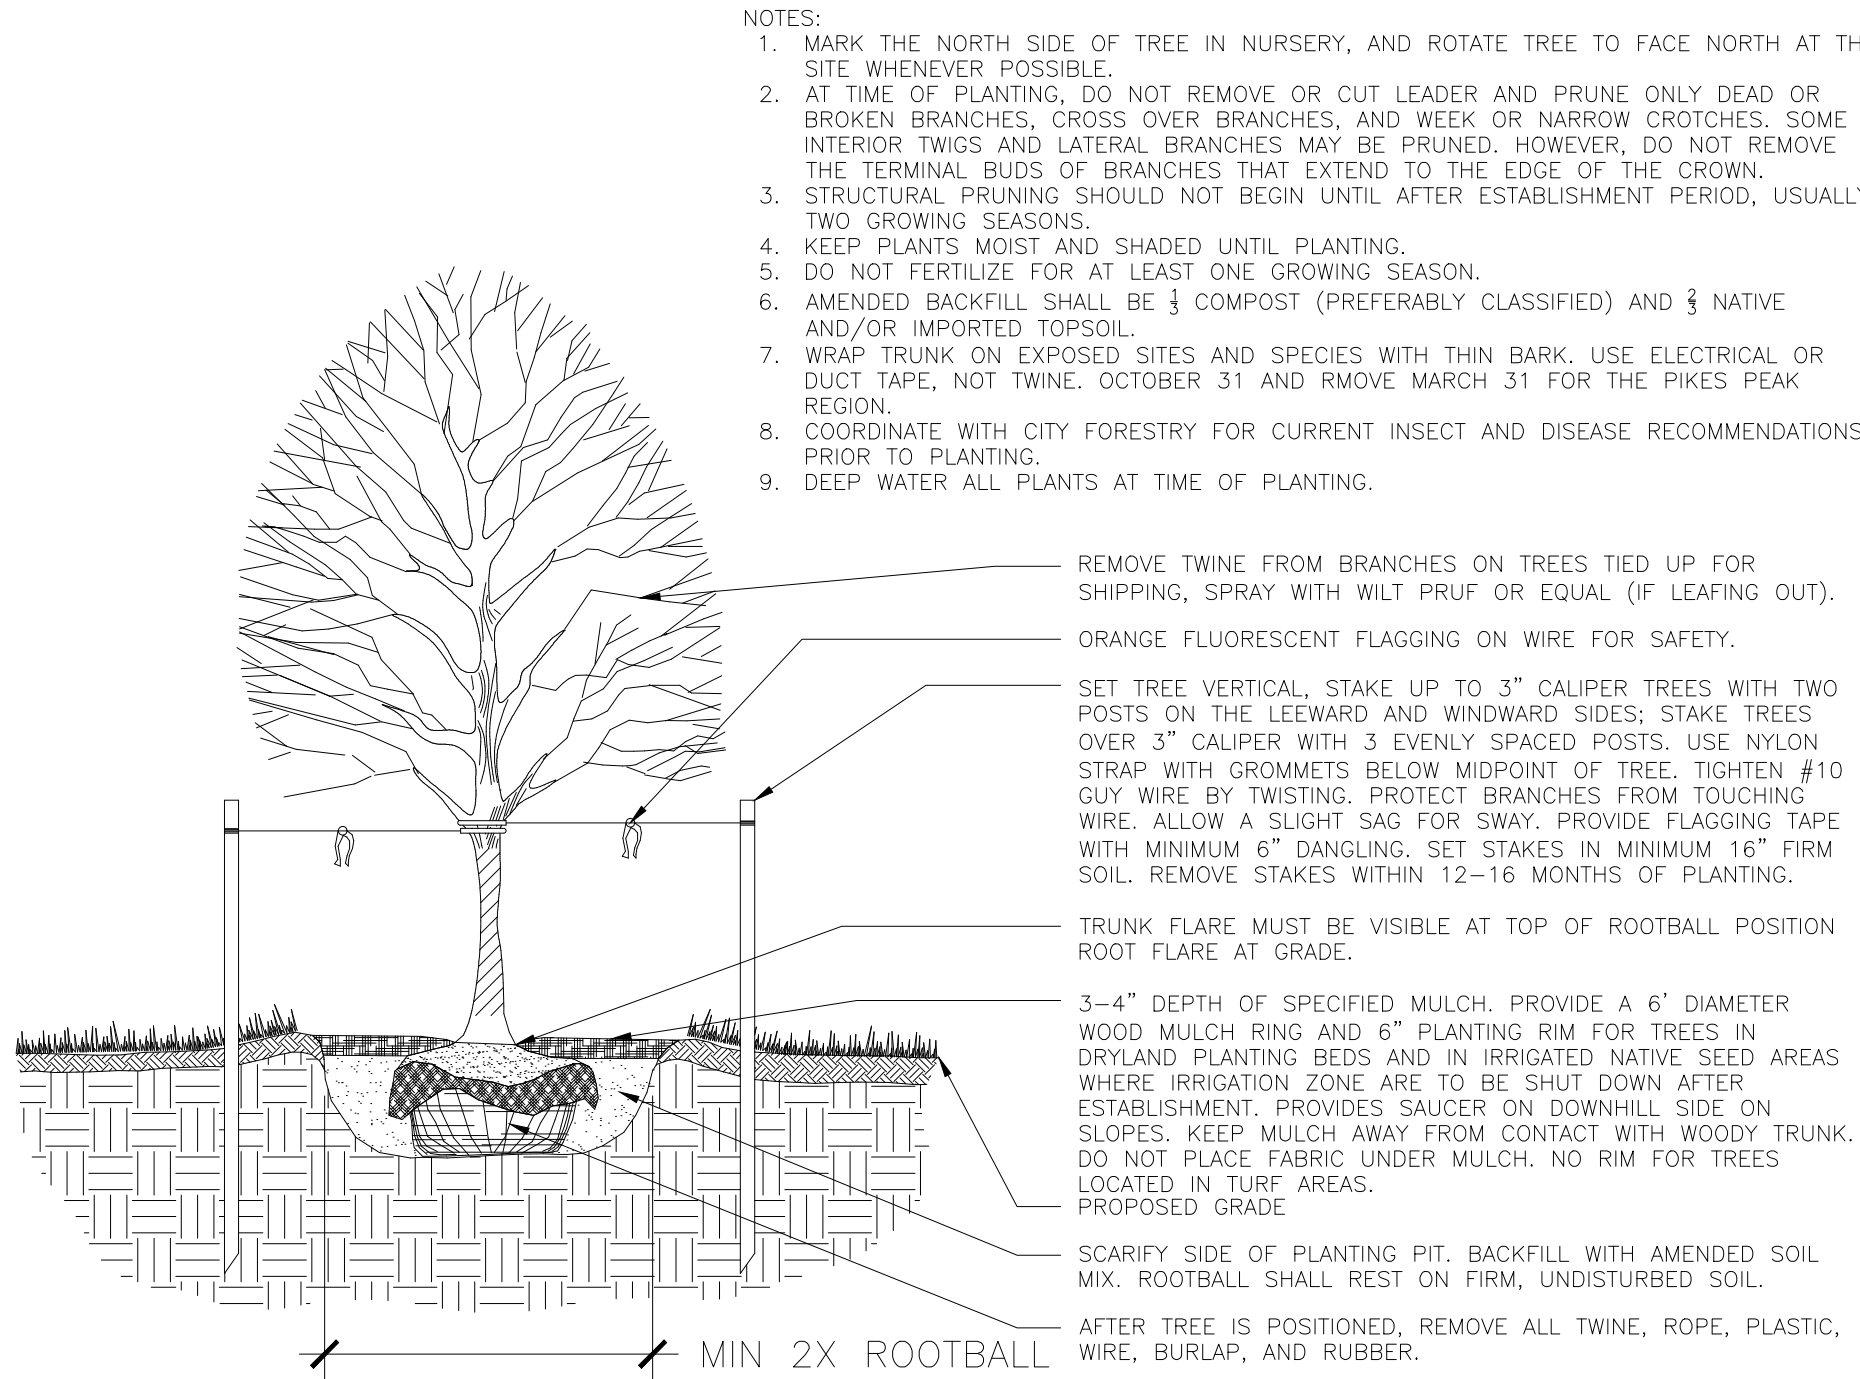 NOTES:
1. MARK THE NORTH SIDE OF TREE IN NURSERY, AND ROTATE TREE TO FACE NORTH AT TH
SITE WHENEVER POSSIBLE.
2. AT TIME OF PLANTING, DO NOT REMOVE OR CUT LEADER AND PRUNE ONLY DEAD OR
BROKEN BRANCHES, CROSS OVER BRANCHES, AND WEEK OR NARROW CROTCHES. SOME
INTERIOR TWIGS AND LATERAL BRANCHES MAY BE PRUNED. HOWEVER, DO NOT REMOVE
THE TERMINAL BUDS OF BRANCHES THAT EXTEND TO THE EDGE OF THE CROWN.
3. STRUCTURAL PRUNING SHOULD NOT BEGIN UNTIL AFTER ESTABLISHMENT PERIOD, USUALLY
TWO GROWING SEASONS.
4. KEEP PLANTS MOIST AND SHADED UNTIL PLANTING.
5. DO NOT FERTILIZE FOR AT LEAST ONE GROWING SEASON.
6. AMENDED BACKFILL SHALL BE 1/3 COMPOST (PREFERABLY CLASSIFIED) AND 2/3 NATIVE
AND/OR IMPORTED TOPSOIL.
7. WRAP TRUNK ON EXPOSED SITES AND SPECIES WITH THIN BARK. USE ELECTRICAL OR
DUCT TAPE, NOT TWINE. OCTOBER 31 AND RMOVE MARCH 31 FOR THE PIKES PEAK
REGION.
8. COORDINATE WITH CITY FORESTRY FOR CURRENT INSECT AND DISEASE RECOMMENDATIONS
PRIOR TO PLANTING.
9. DEEP WATER ALL PLANTS AT TIME OF PLANTING.
REMOVE TWINE FROM BRANCHES ON TREES TIED UP FOR
SHIPPING, SPRAY WITH WILT PRUF OR EQUAL (IF LEAFING OUT).
ORANGE FLUORESCENT FLAGGING ON WIRE FOR SAFETY.
SET TREE VERTICAL, STAKE UP TO 3” CALIPER TREES WITH TWO
POSTS ON THE LEEWARD AND WINDWARD SIDES; STAKE TREES
OVER 3” CALIPER WITH 3 EVENLY SPACED POSTS. USE NYLON
STRAP WITH GROMMETS BELOW MIDPOINT OF TREE. TIGHTEN #10
GUY WIRE BY TWISTING. PROTECT BRANCHES FROM TOUCHING
WIRE. ALLOW A SLIGHT SAG FOR SWAY. PROVIDE FLAGGING TAPE
WITH MINIMUM 6” DANGLING. SET STAKES IN MINIMUM 16” FIRM
SOIL. REMOVE STAKES WITHIN 12-16 MONTHS OF PLANTING.
TRUNK FLARE MUST BE VISIBLE AT TOP OF ROOTBALL POSITION
ROOT FLARE AT GRADE.
3-4” DEPTH OF SPECIFIED MULCH. PROVIDE A 6’ DIAMETER
WOOD MULCH RING AND 6” PLANTING RIM FOR TREES IN
DRYLAND PLANTING BEDS AND IN IRRIGATED NATIVE SEED AREAS
WHERE IRRIGATION ZONE ARE TO BE SHUT DOWN AFTER
ESTABLISHMENT. PROVIDES SAUCER ON DOWNHILL SIDE ON
SLOPES. KEEP MULCH AWAY FROM CONTACT WITH WOODY TRUNK.
DO NOT PLACE FABRIC UNDER MULCH. NO RIM FOR TREES
LOCATED IN TURF AREAS.
PROPOSED GRADE
SCARIFY SIDE OF PLANTING PIT. BACKFILL WITH AMENDED SOIL
MIX. ROOTBALL SHALL REST ON FIRM, UNDISTURBED SOIL.
AFTER TREE IS POSITIONED, REMOVE ALL TWINE, ROPE, PLASTIC,
WIRE, BURLAP, AND RUBBER.
MIN 2X ROOTBALL